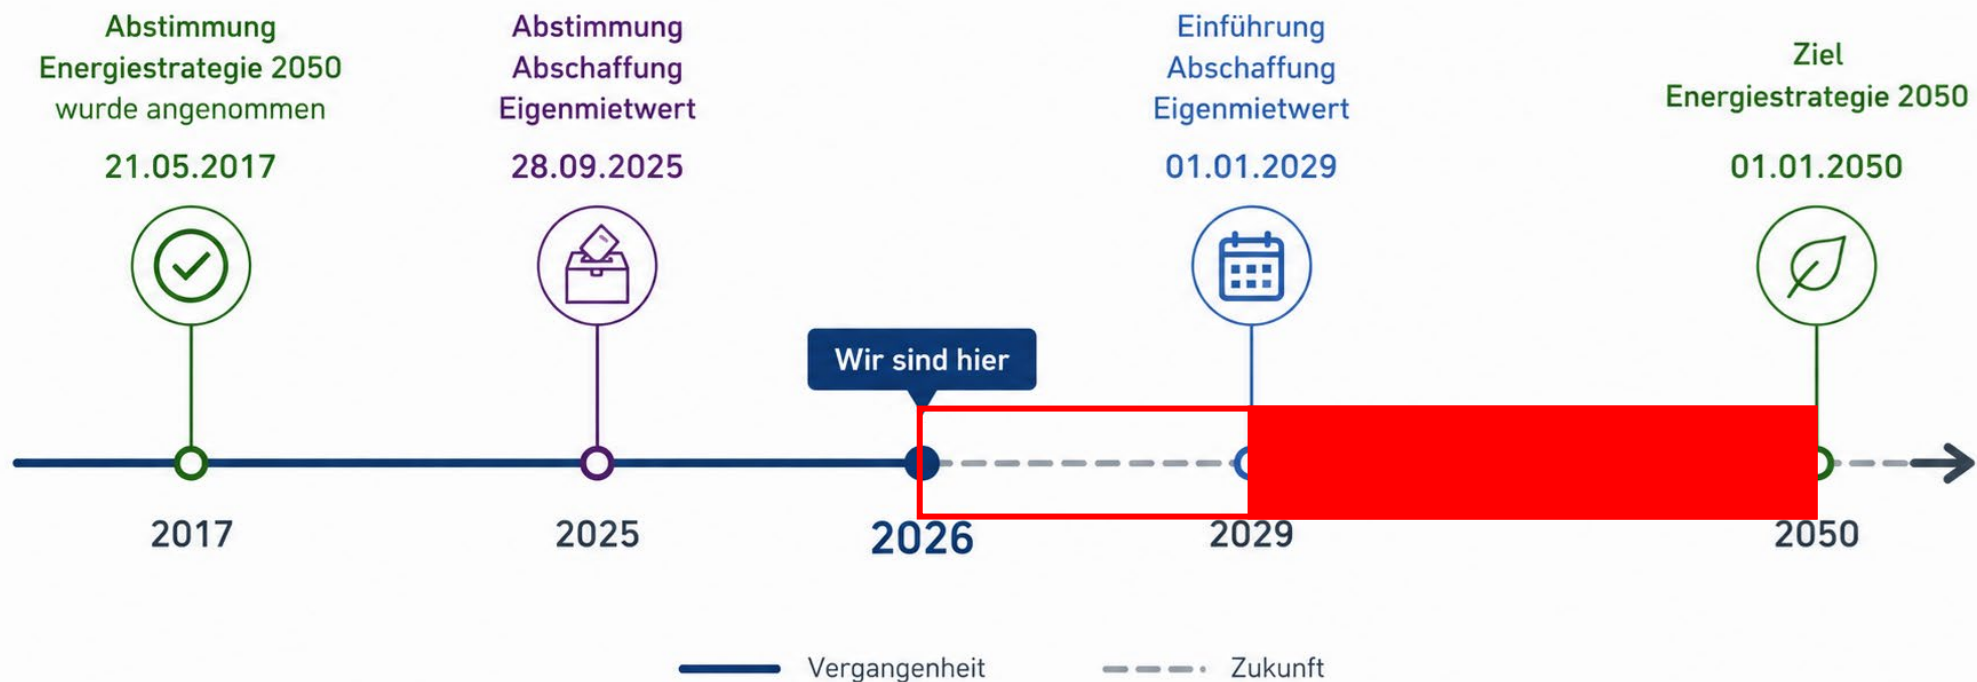 Abstimmung
Energiestrategie 2050
wurde angenommen
21.05.2017
Abstimmung
Abschaffung
Eigenmietwert
28.09.2025
Einführung
Abschaffung
Eigenmietwert
01.01.2029
Ziel
Energiestrategie 2050
01.01.2050
Wir sind hier
2017
2025
2026
2029
2050
Vergangenheit
Zukunft